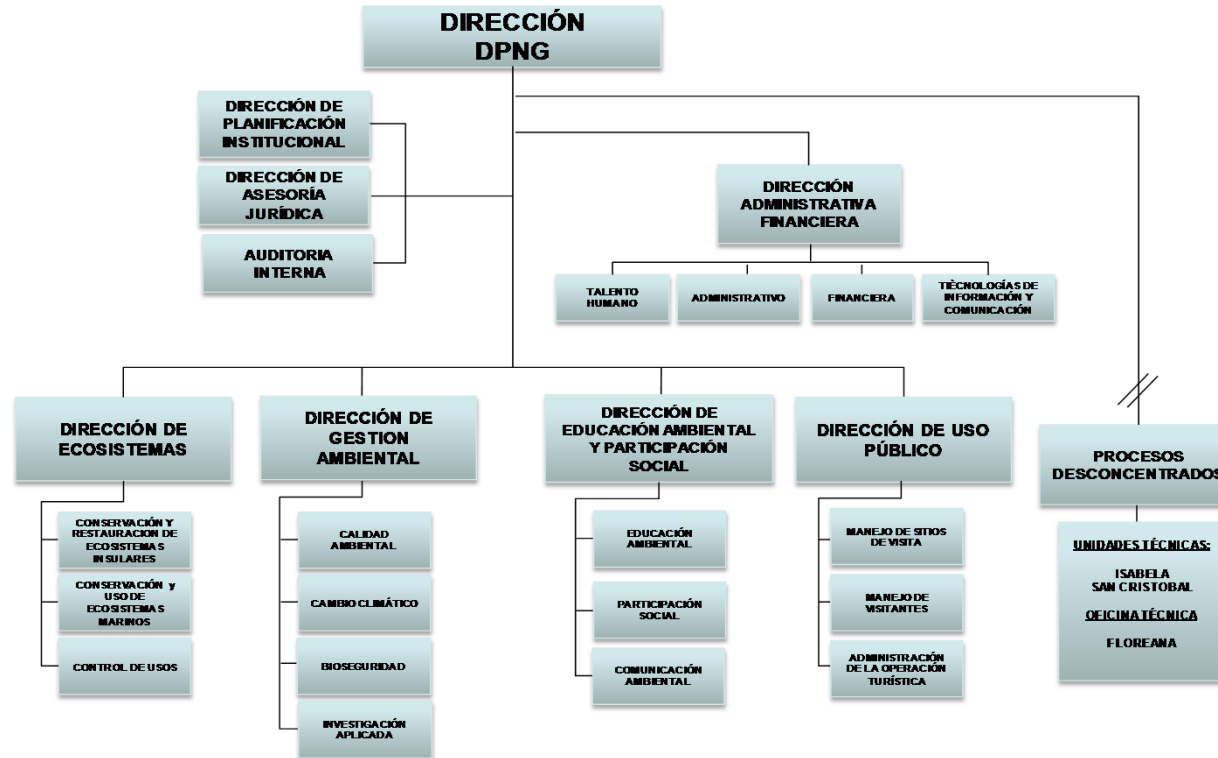 DIRECCIÓN
DPNG
DIRECCIÓN DE
PLANIFICACIÓN
INSTITUCIONAL
DIRECCIÓN DE
ASESORÍA
JURÍDICA
AUDITORIA
INTERNA
DIRECCIÓN
ADMINISTRATIVA
FINANCIERA
TALENTO
HUMANO
ADMINISTRATIVO
FINANCIERA
TIÈCNOLOGÍAS DE
INFORMACIÓN Y
COMUNICACIÓN
DIRECCIÓN DE
ECOSISTEMAS
CONSERVACIÓN Y
RESTAURACION DE
ECOSISTEMAS
INSULARES
CONSERVACIÓN y
USO DE
ECOSISTEMAS
MARINOS
CONTROL DE USOS
DIRECCIÓN DE
GESTION
AMBIENTAL
CALIDAD
AMBIENTAL
CAMBIO CLIMÁTICO
BIOSEGURIDAD
INVESTIGACIÓN
APLICADA
DIRECCIÓN DE
EDUCACIÓN AMBIENTAL
Y PARTICIPACIÓN
SOCIAL
EDUCACIÓN
AMBIENTAL
PARTICIPACIÓN
SOCIAL
COMUNICACIÓN
AMBIENTAL
DIRECCIÓN DE USO
PÚBLICO
MANEJO DE SITIOS
DE VISITA
MANEJO DE
VISITANTES
ADMINISTRACIÓN
DE LA OPERACIÓN
TURÍSTICA
PROCESOS
DESCONCENTRADOS
UNIDADES TÉCNICAS:
ISABELA
SAN CRISTOBAL
OFICINA TÉCNICA
FLOREANA